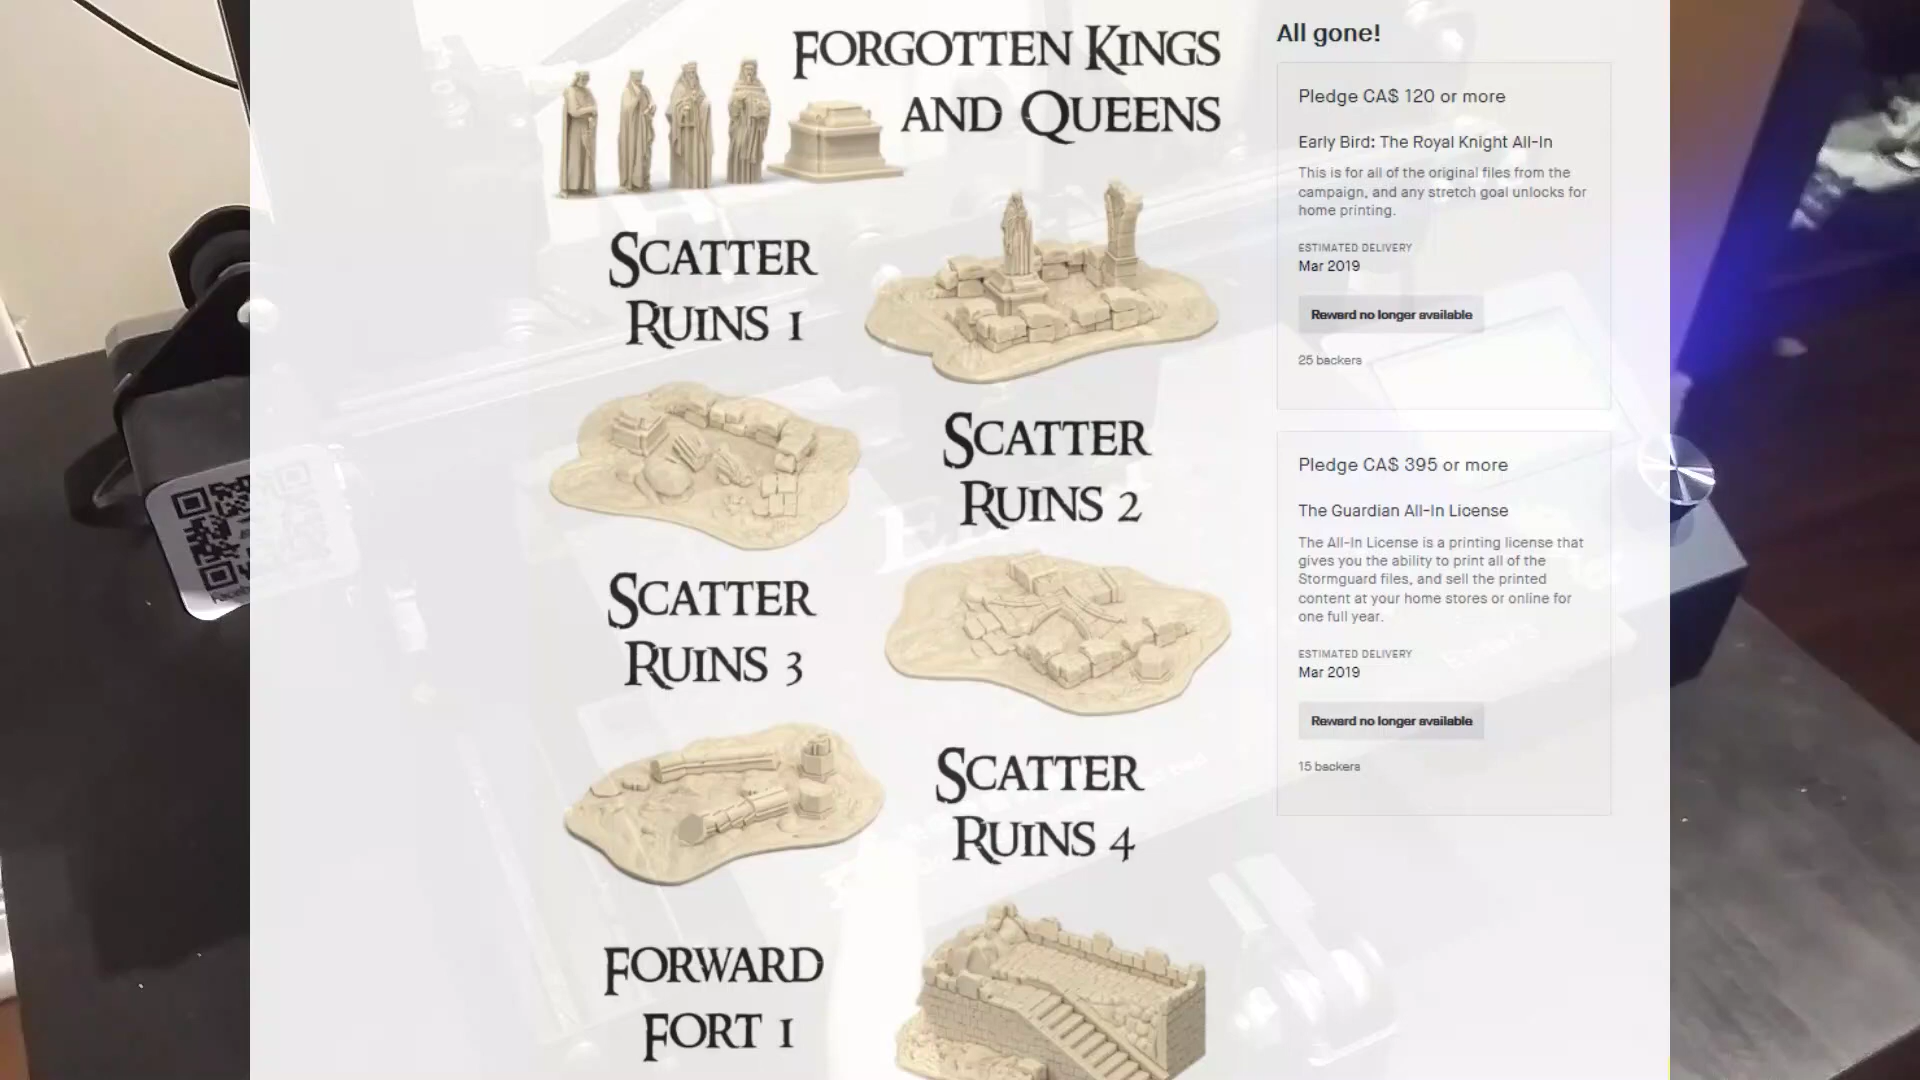 FORGOTTEN KINGS
AND QUEENS
SCATTER
RUINS 1
SCATTER
RUINS 2
SCATTER
RUINS 3
SCATTER
RUINS 4
FORWARD
FORT 1
All gone!
Pledge CA$ 120 or more
Early Bird: The Royal Knight All-In
This is for all of the original files from the
campaign, and any stretch goal unlocks for
home printing.
ESTIMATED DELIVERY
Mar 2019
Reward no longer available
25 backers
Pledge CA$ 395 or more
The Guardian All-In License
The All-In License is a printing license that
gives you the ability to print all of the
Stormguard files, and sell the printed
content at your home stores or online for
one full year.
ESTIMATED DELIVERY
Mar 2019
Reward no longer available
15 backers